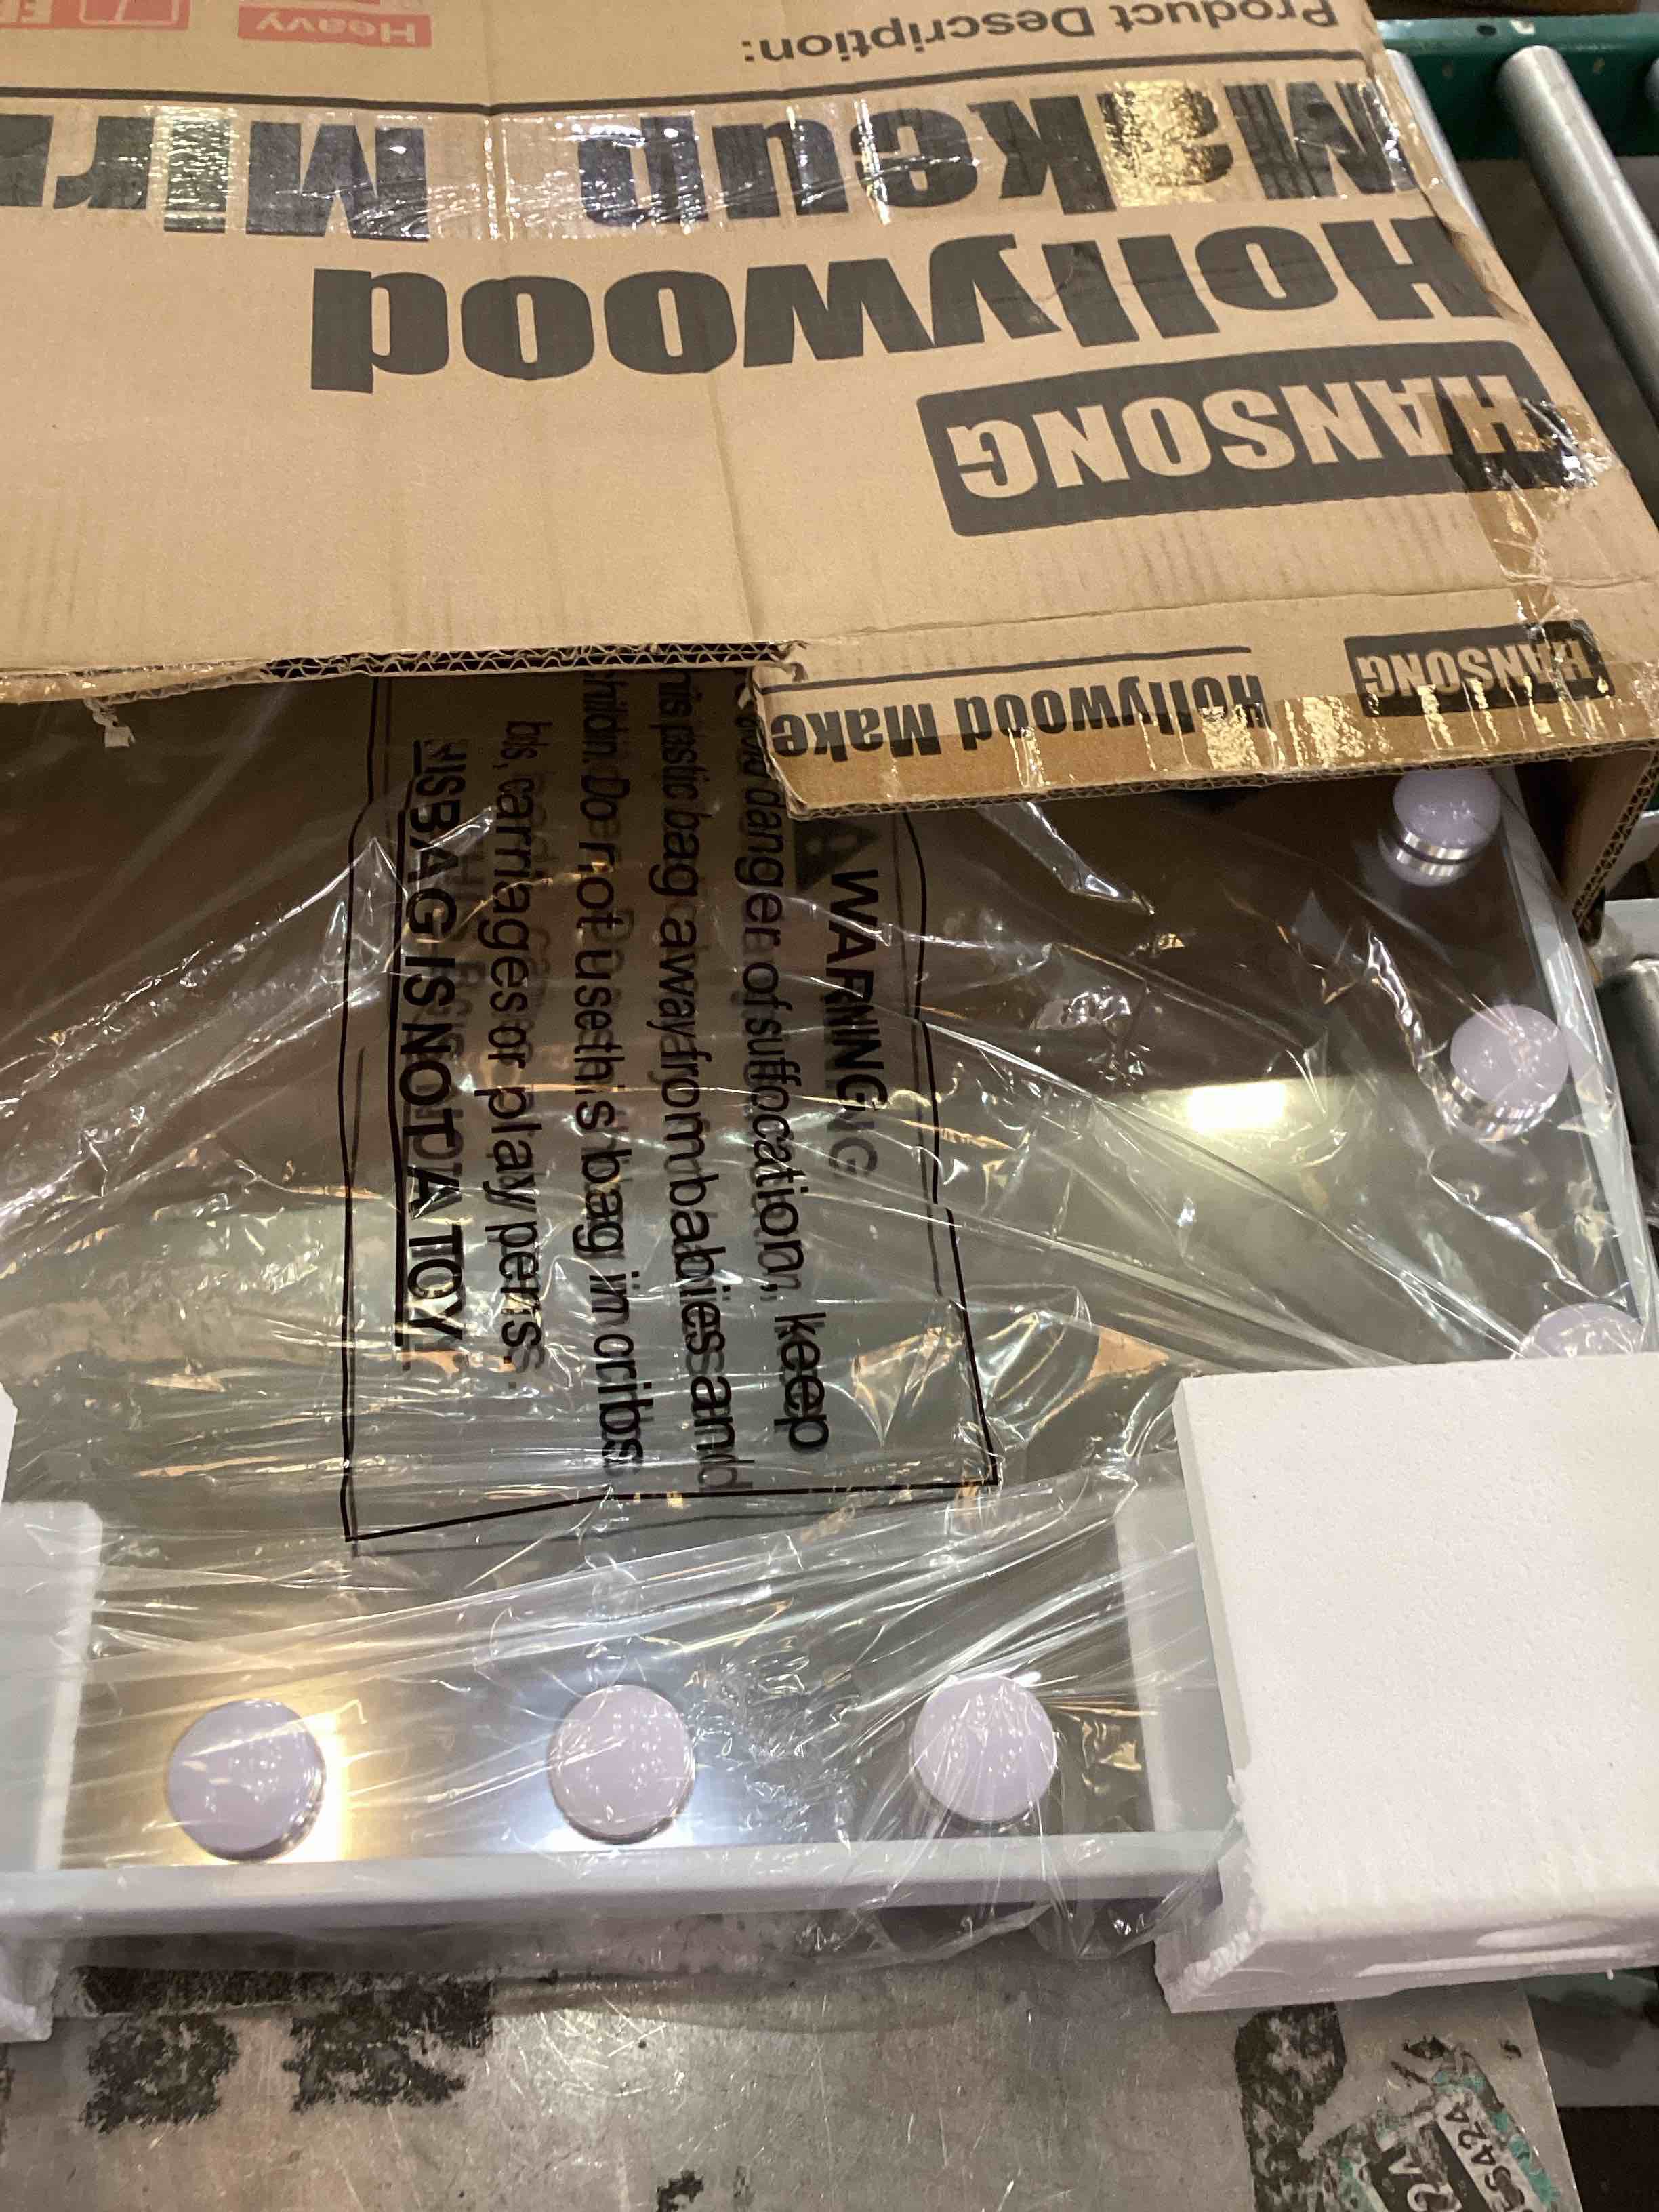 HANSONG
Hollywood
Makeup Mirr
Product Description:
Heavy
HANSONG
Hollywood Make
WARNING
danger of suffocation, keep
this plastic bag away from babies and
children. Do not use this bag in cribs
beds, carriages or play pens.
THIS BAG IS NOT A TOY